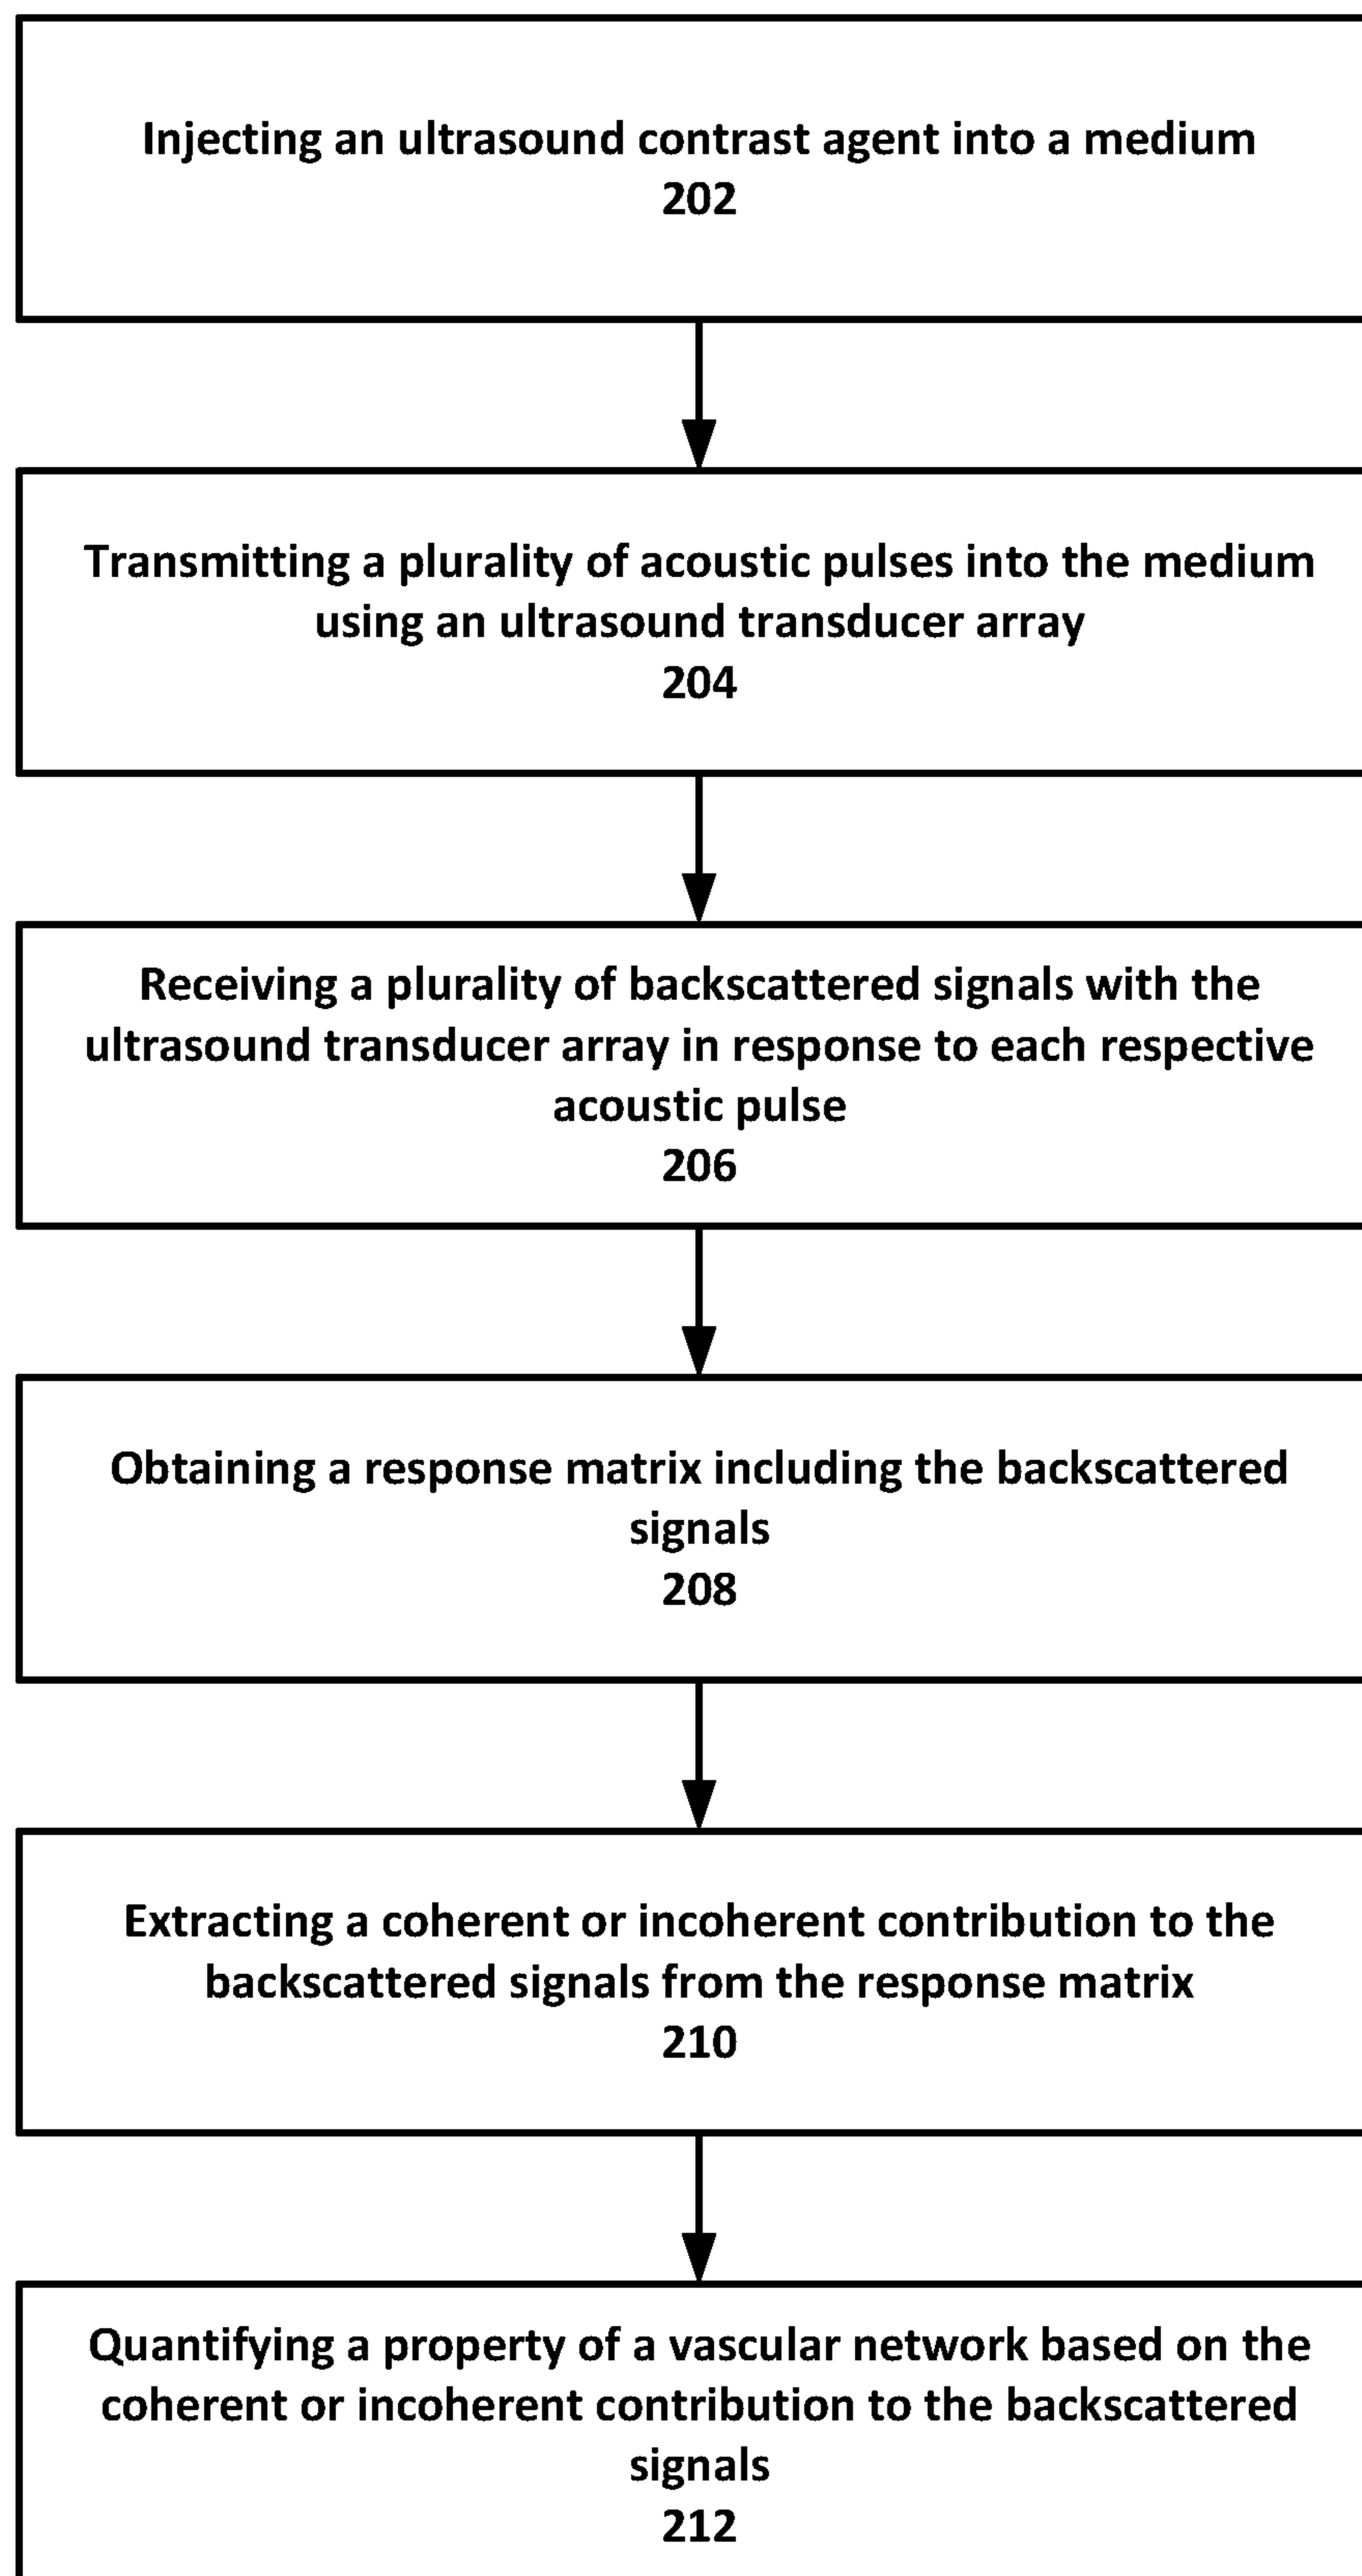 Injecting an ultrasound contrast agent into a medium
202
Transmitting a plurality of acoustic pulses into the medium
using an ultrasound transducer array
204
Receiving a plurality of backscattered signals with the
ultrasound transducer array in response to each respective
acoustic pulse
206
Obtaining a response matrix including the backscattered
signals
208
Extracting a coherent or incoherent contribution to the
backscattered signals from the response matrix
210
Quantifying a property of a vascular network based on the
coherent or incoherent contribution to the backscattered
signals
212